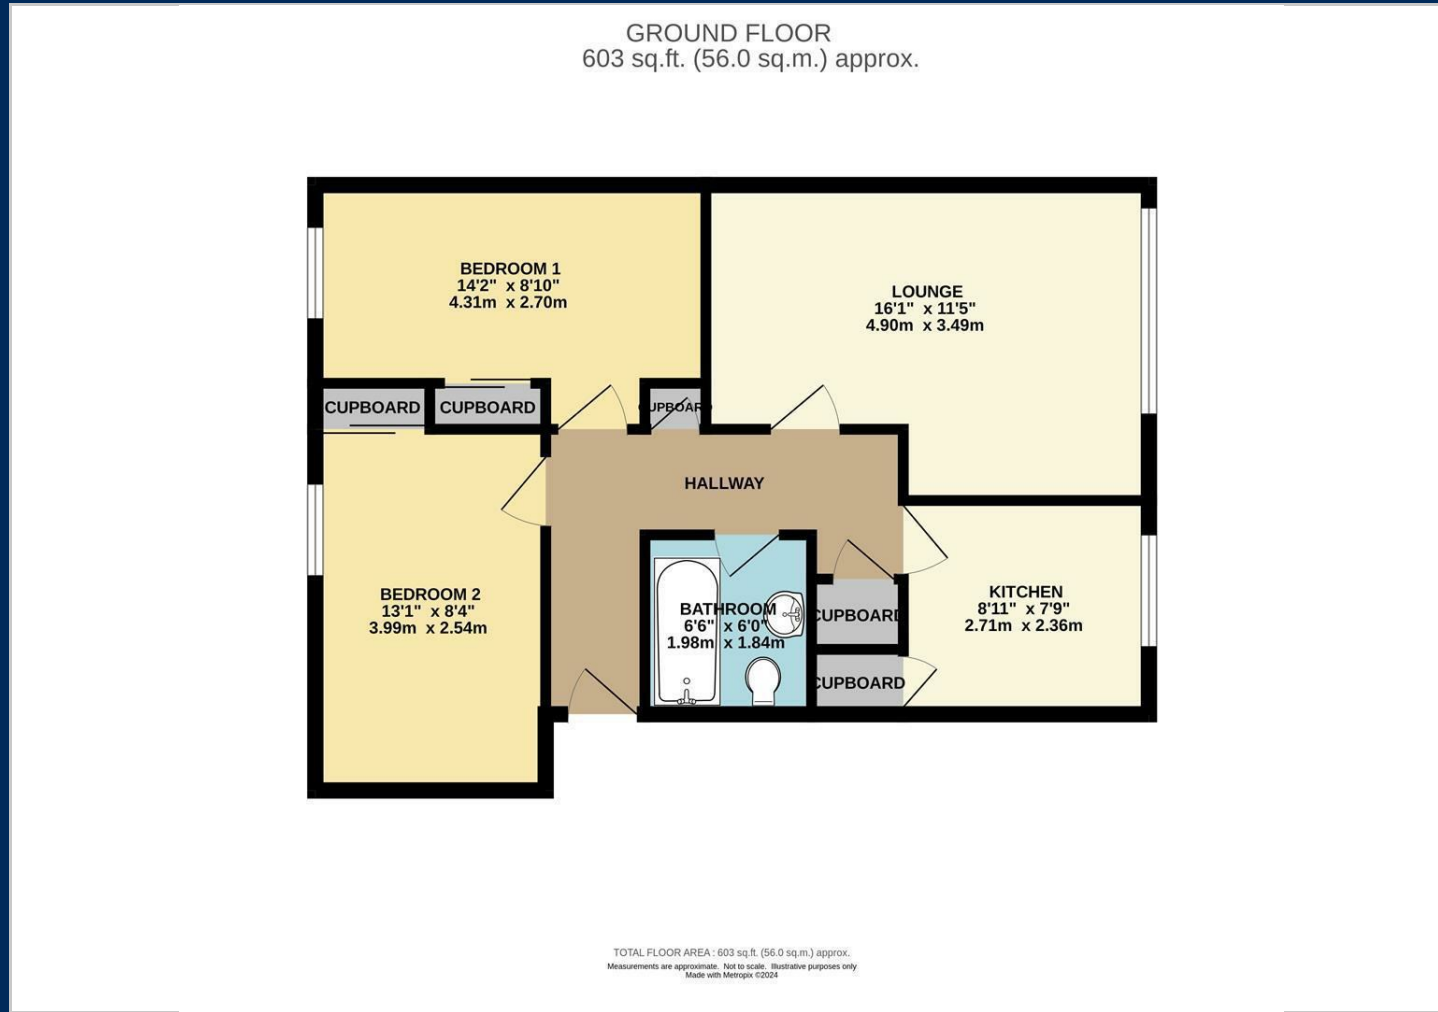 GROUND FLOOR
603 sq.ft. (56.0 sq.m.) approx.
BEDROOM 1
14'2" x 8'10"
4.31m x 2.70m
LOUNGE
16'1" x 11'5"
4.90m x 3.49m
CUPBOARD
CUPBOARD
CUPBOARD
HALLWAY
BEDROOM 2
13'1" x 8'4"
3.99m x 2.54m
BATHROOM
6'6" x 6'0"
1.98m x 1.84m
CUPBOARD
KITCHEN
8'11" x 7'9"
2.71m x 2.36m
CUPBOARD
TOTAL FLOOR AREA : 603 sq.ft. (56.0 sq.m.) approx.
Measurements are approximate. Not to scale. Illustrative purposes only
Made with Metropix ©2024